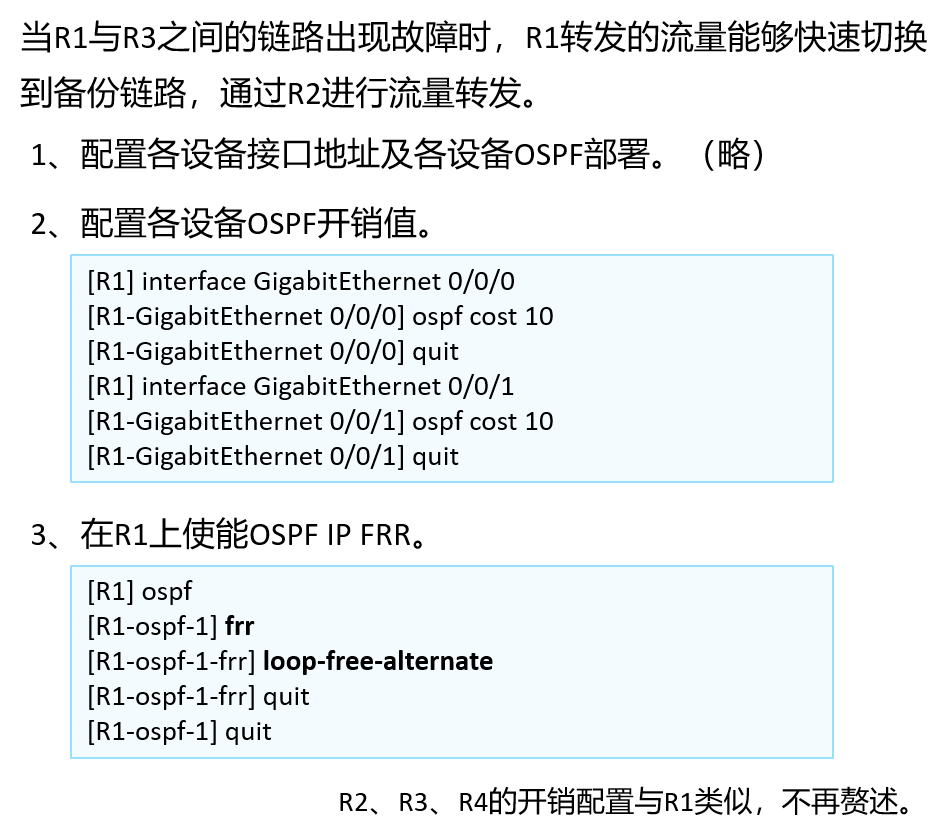 当R1与R3之间的链路出现故障时，R1转发的流量能够快速切换
到备份链路，通过R2进行流量转发。
1、配置各设备接口地址及各设备OSPF部署。（略）
2、配置各设备OSPF开销值。
[R1] interface GigabitEthernet 0/0/0
[R1-GigabitEthernet 0/0/0] ospf cost 10
[R1-GigabitEthernet 0/0/0] quit
[R1] interface GigabitEthernet 0/0/1
[R1-GigabitEthernet 0/0/1] ospf cost 10
[R1-GigabitEthernet 0/0/1] quit
3、在R1上使能OSPF IP FRR。
[R1] ospf
[R1-ospf-1] frr
[R1-ospf-1-frr] loop-free-alternate
[R1-ospf-1-frr] quit
[R1-ospf-1] quit
R2、R3、R4的开销配置与R1类似，不再赘述。